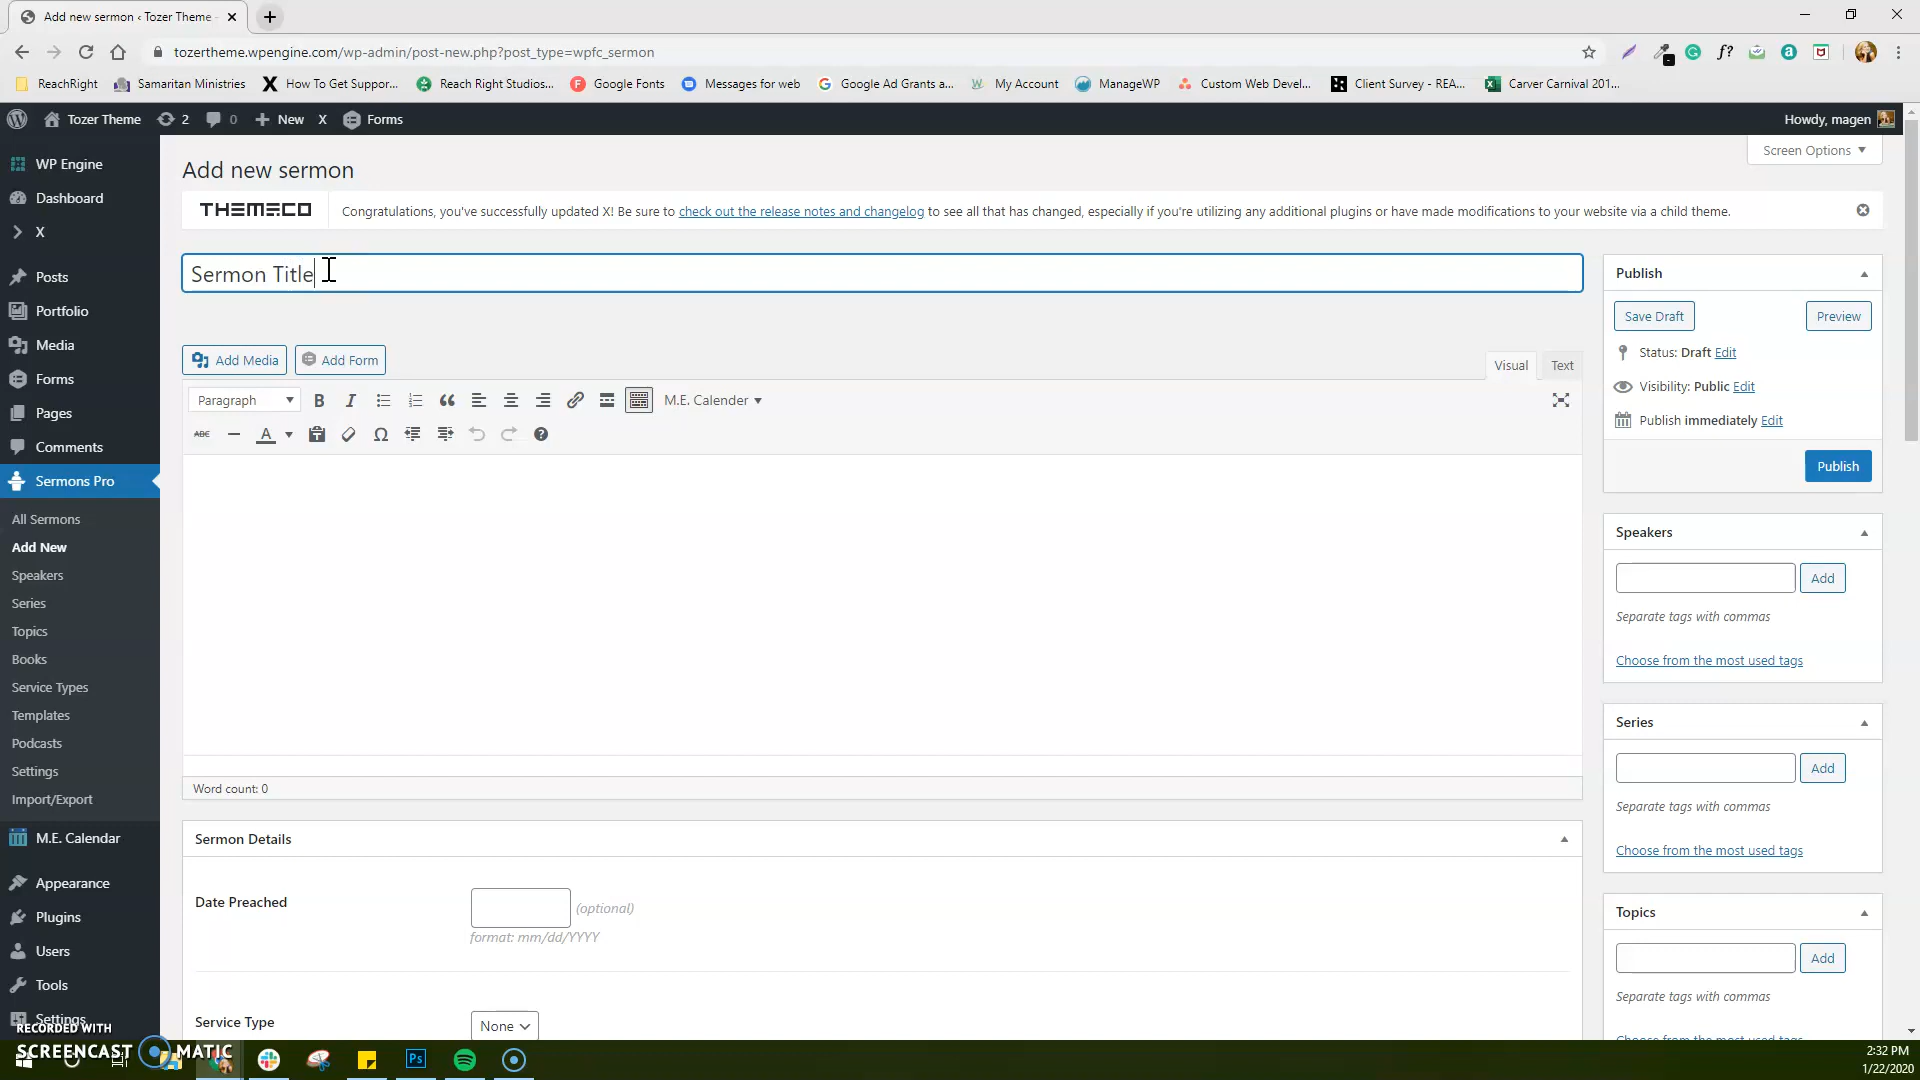 Add new sermon ‹ Tozer Theme -
tozertheme.wpengine.com/wp-admin/post-new.php?post_type=wpfc_sermon
f?
ReachRight
Samaritan Ministries
How To Get Suppor...
Reach Right Studios...
Google Fonts
Messages for web
Google Ad Grants a...
My Account
ManageWP
Custom Web Devel...
Client Survey - REA...
Carver Carnival 201...
Tozer Theme
2
0
New
X
Forms
Howdy, magen
WP Engine
Dashboard
X
Posts
Portfolio
Media
Forms
Pages
Comments
Sermons Pro
All Sermons
Add New
Speakers
Series
Topics
Books
Service Types
Templates
Podcasts
Settings
Import/Export
M.E. Calendar
Appearance
Plugins
Users
Tools
Settings
Add new sermon
Screen Options
THEMECO
Congratulations, you've successfully updated X! Be sure to check out the release notes and changelog to see all that has changed, especially if you're utilizing any additional plugins or have made modifications to your website via a child theme.
Sermon Title
Add Media
Add Form
Visual
Text
Paragraph
B
I
M.E. Calender
ABC
A
Ω
Word count: 0
Sermon Details
Date Preached
(optional)
format: mm/dd/YYYY
Service Type
None
Publish
Save Draft
Preview
Status: Draft Edit
Visibility: Public Edit
Publish immediately Edit
Publish
Speakers
Add
Separate tags with commas
Choose from the most used tags
Series
Add
Separate tags with commas
Choose from the most used tags
Topics
Add
Separate tags with commas
Choose from the most used tags
RECORDED WITH
SCREENCAST MATIC
Ps
2:32 PM
1/22/2020